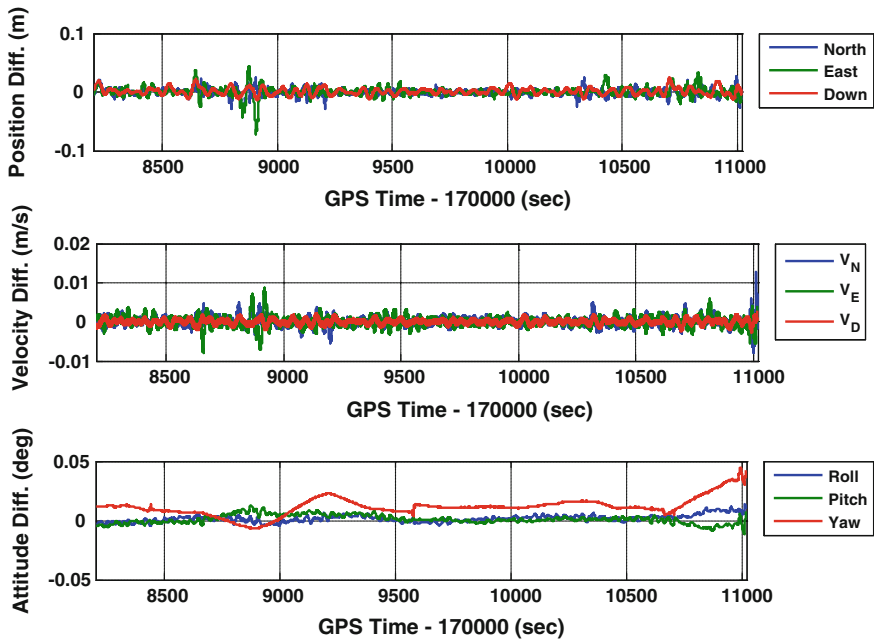 Position Diff. (m)
0.1
0
-0.1
8500 9000 9500 10000 10500 11000
GPS Time - 170000 (sec)
North
East
Down
Velocity Diff. (m/s)
0.02
0.01
0
-0.01
8500 9000 9500 10000 10500 11000
GPS Time - 170000 (sec)
V_N
V_E
V_D
Attitude Diff. (deg)
0.05
0
-0.05
8500 9000 9500 10000 10500 11000
GPS Time - 170000 (sec)
Roll
Pitch
Yaw